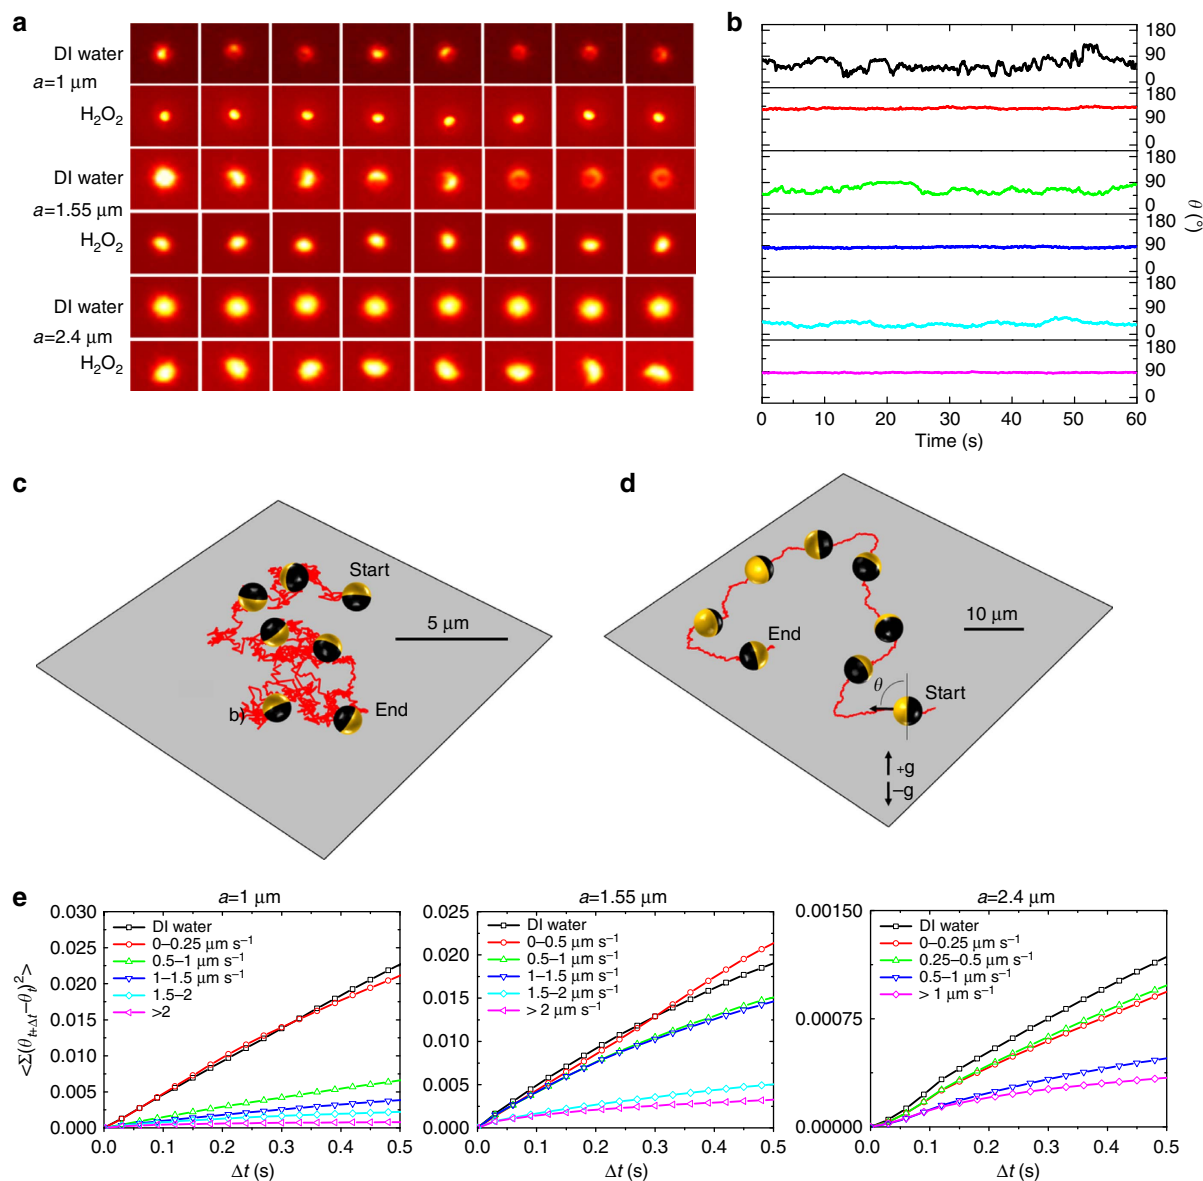 a
DI water
a=1 μm
H₂O₂
DI water
a=1.55 μm
H₂O₂
DI water
a=2.4 μm
H₂O₂
b
180
90
0
180
90
0
180
90
0
180
90
0
180
90
0
180
90
0
θ (°)
0 10 20 30 40 50 60
Time (s)
c
Start
5 μm
b)
End
d
End
10 μm
θ
Start
+g
−g
e
a=1 μm
0.030
0.025
0.020
0.015
0.010
0.005
0.000
<Σ(θt+Δt−θt)²>
DI water
0–0.25 μm s⁻¹
0.5–1 μm s⁻¹
1–1.5 μm s⁻¹
1.5–2
>2
0.0 0.1 0.2 0.3 0.4 0.5
Δt (s)
a=1.55 μm
0.025
0.020
0.015
0.010
0.005
0.000
DI water
0–0.5 μm s⁻¹
0.5–1 μm s⁻¹
1–1.5 μm s⁻¹
1.5–2 μm s⁻¹
> 2 μm s⁻¹
0.0 0.1 0.2 0.3 0.4 0.5
Δt (s)
a=2.4 μm
0.00150
0.00075
0.00000
DI water
0–0.25 μm s⁻¹
0.25–0.5 μm s⁻¹
0.5–1 μm s⁻¹
> 1 μm s⁻¹
0.0 0.1 0.2 0.3 0.4 0.5
Δt (s)